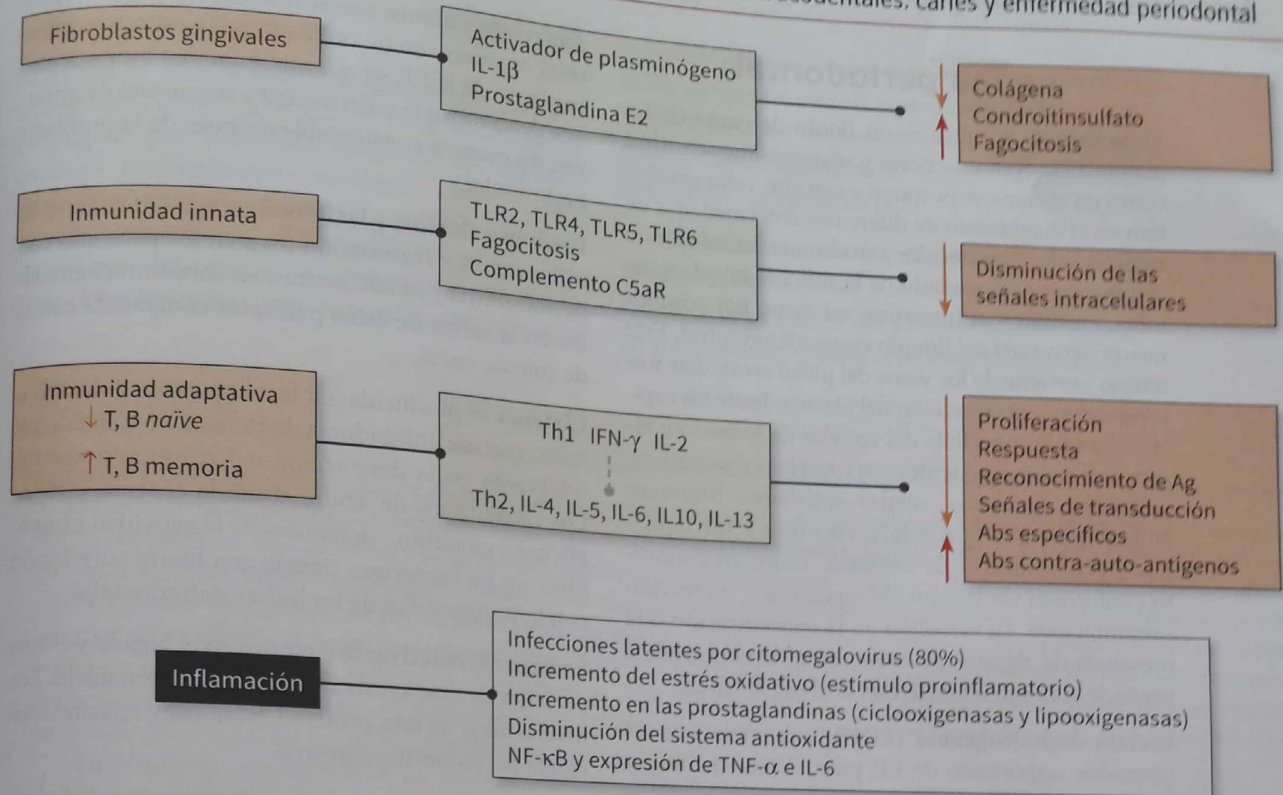 caries y enfermedad periodontal
Fibroblastos gingivales
Activador de plasminógeno
IL-1β
Prostaglandina E2
↓ Colágena
Condroitinsulfato
↑ Fagocitosis
Inmunidad innata
TLR2, TLR4, TLR5, TLR6
Fagocitosis
Complemento C5aR
↓ Disminución de las
señales intracelulares
Inmunidad adaptativa
↓ T, B naïve
↑ T, B memoria
Th1 IFN-γ IL-2
Th2, IL-4, IL-5, IL-6, IL10, IL-13
↓ Proliferación
Respuesta
Reconocimiento de Ag
Señales de transducción
↑ Abs específicos
Abs contra-auto-antígenos
Inflamación
Infecciones latentes por citomegalovirus (80%)
Incremento del estrés oxidativo (estímulo proinflamatorio)
Incremento en las prostaglandinas (ciclooxigenasas y lipooxigenasas)
Disminución del sistema antioxidante
NF-κB y expresión de TNF-α e IL-6